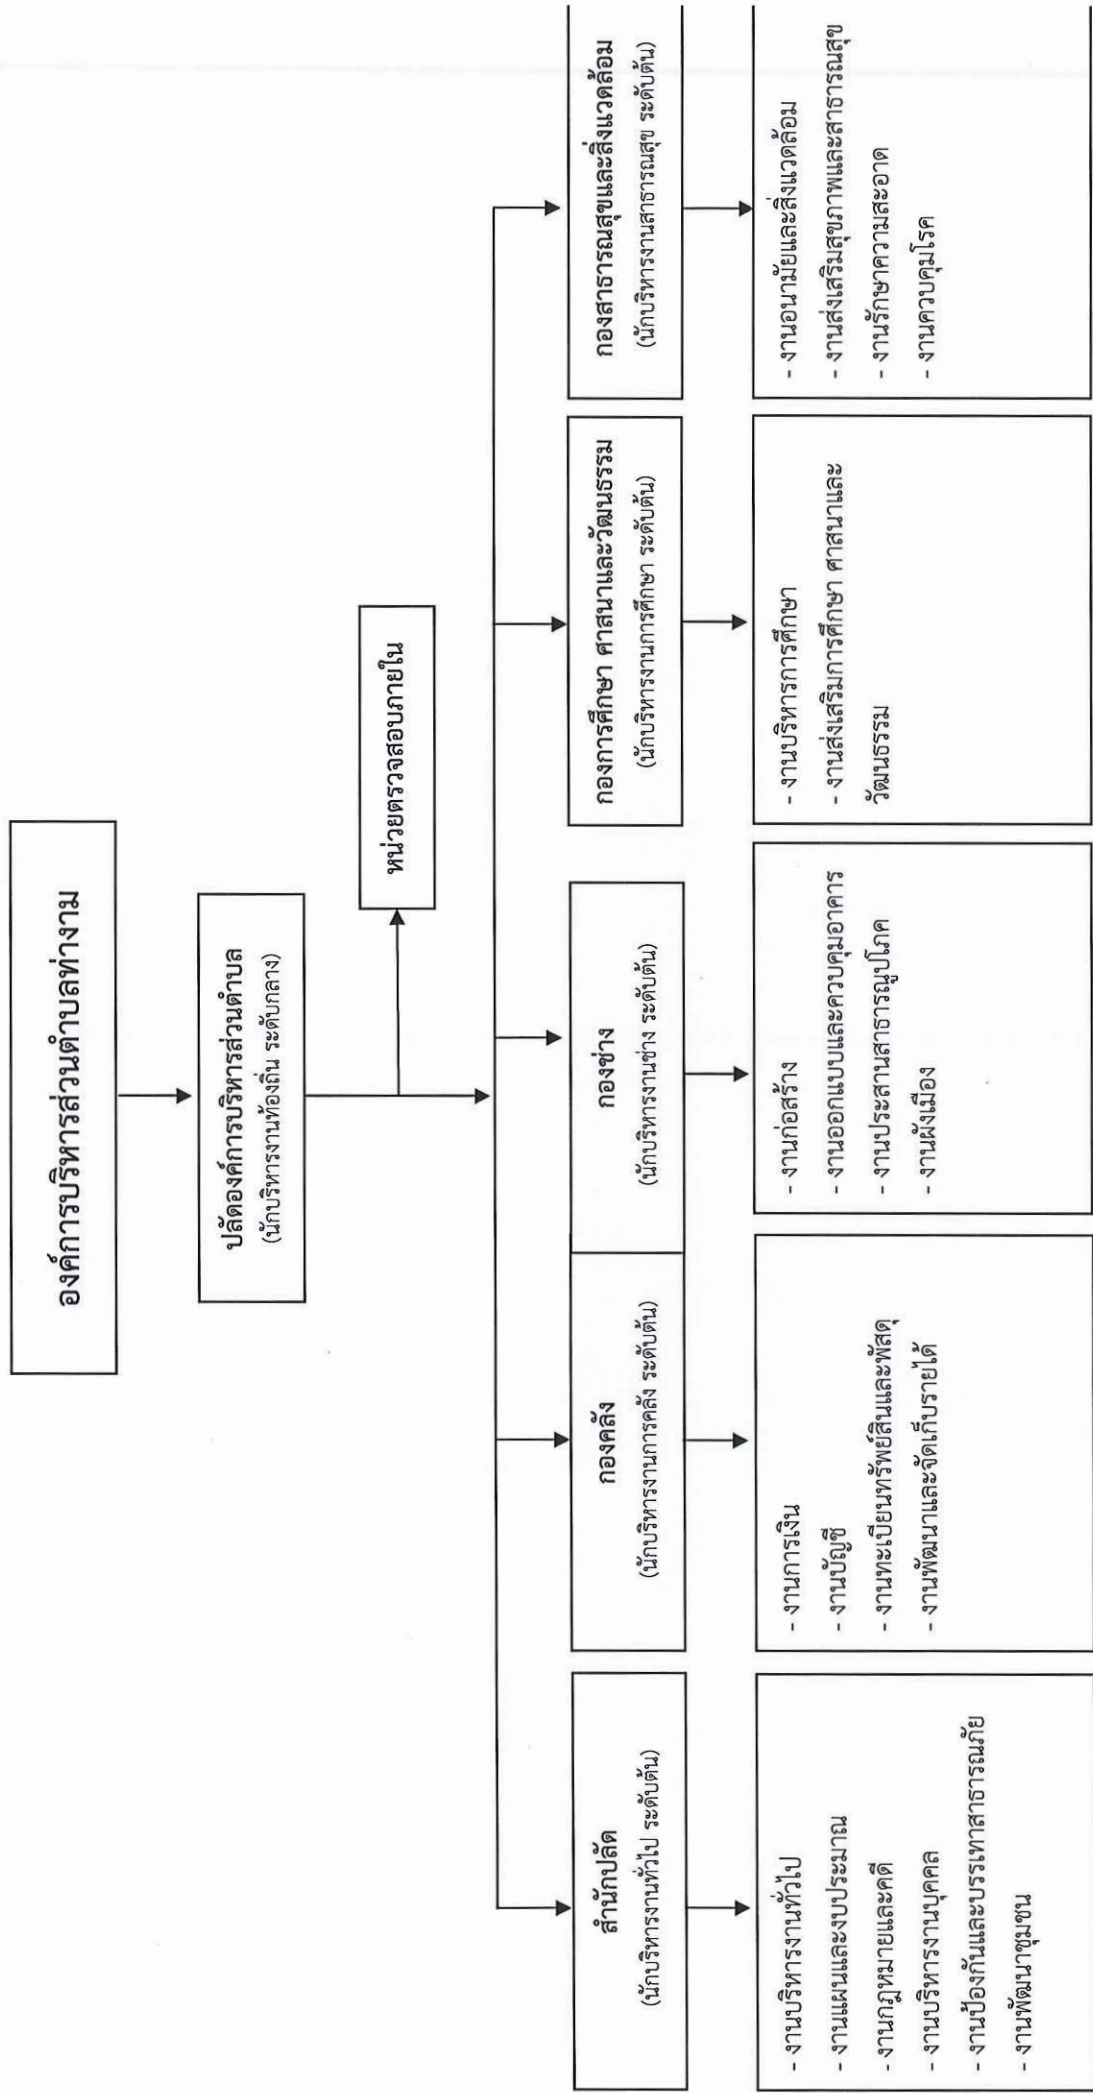 องค์การบริหารส่วนตำบลท่างาม
ปลัดองค์การบริหารส่วนตำบล
(นักบริหารงานท้องถิ่น ระดับกลาง)
หน่วยตรวจสอบภายใน
สำนักปลัด
(นักบริหารงานทั่วไป ระดับต้น)
กองคลัง
(นักบริหารงานการคลัง ระดับต้น)
กองช่าง
(นักบริหารงานช่าง ระดับต้น)
กองการศึกษา ศาสนาและวัฒนธรรม
(นักบริหารงานการศึกษา ระดับต้น)
กองสาธารณสุขและสิ่งแวดล้อม
(นักบริหารงานสาธารณสุข ระดับต้น)
- งานบริหารงานทั่วไป
- งานแผนและงบประมาณ
- งานกฎหมายและคดี
- งานบริหารงานบุคคล
- งานป้องกันและบรรเทาสาธารณภัย
- งานพัฒนาชุมชน
- งานการเงิน
- งานบัญชี
- งานทะเบียนทรัพย์สินและพัสดุ
- งานพัฒนาและจัดเก็บรายได้
- งานก่อสร้าง
- งานออกแบบและควบคุมอาคาร
- งานประสานสาธารณูปโภค
- งานผังเมือง
- งานบริหารการศึกษา
- งานส่งเสริมการศึกษา ศาสนาและ
วัฒนธรรม
- งานอนามัยและสิ่งแวดล้อม
- งานส่งเสริมสุขภาพและสาธารณสุข
- งานรักษาความสะอาด
- งานควบคุมโรค